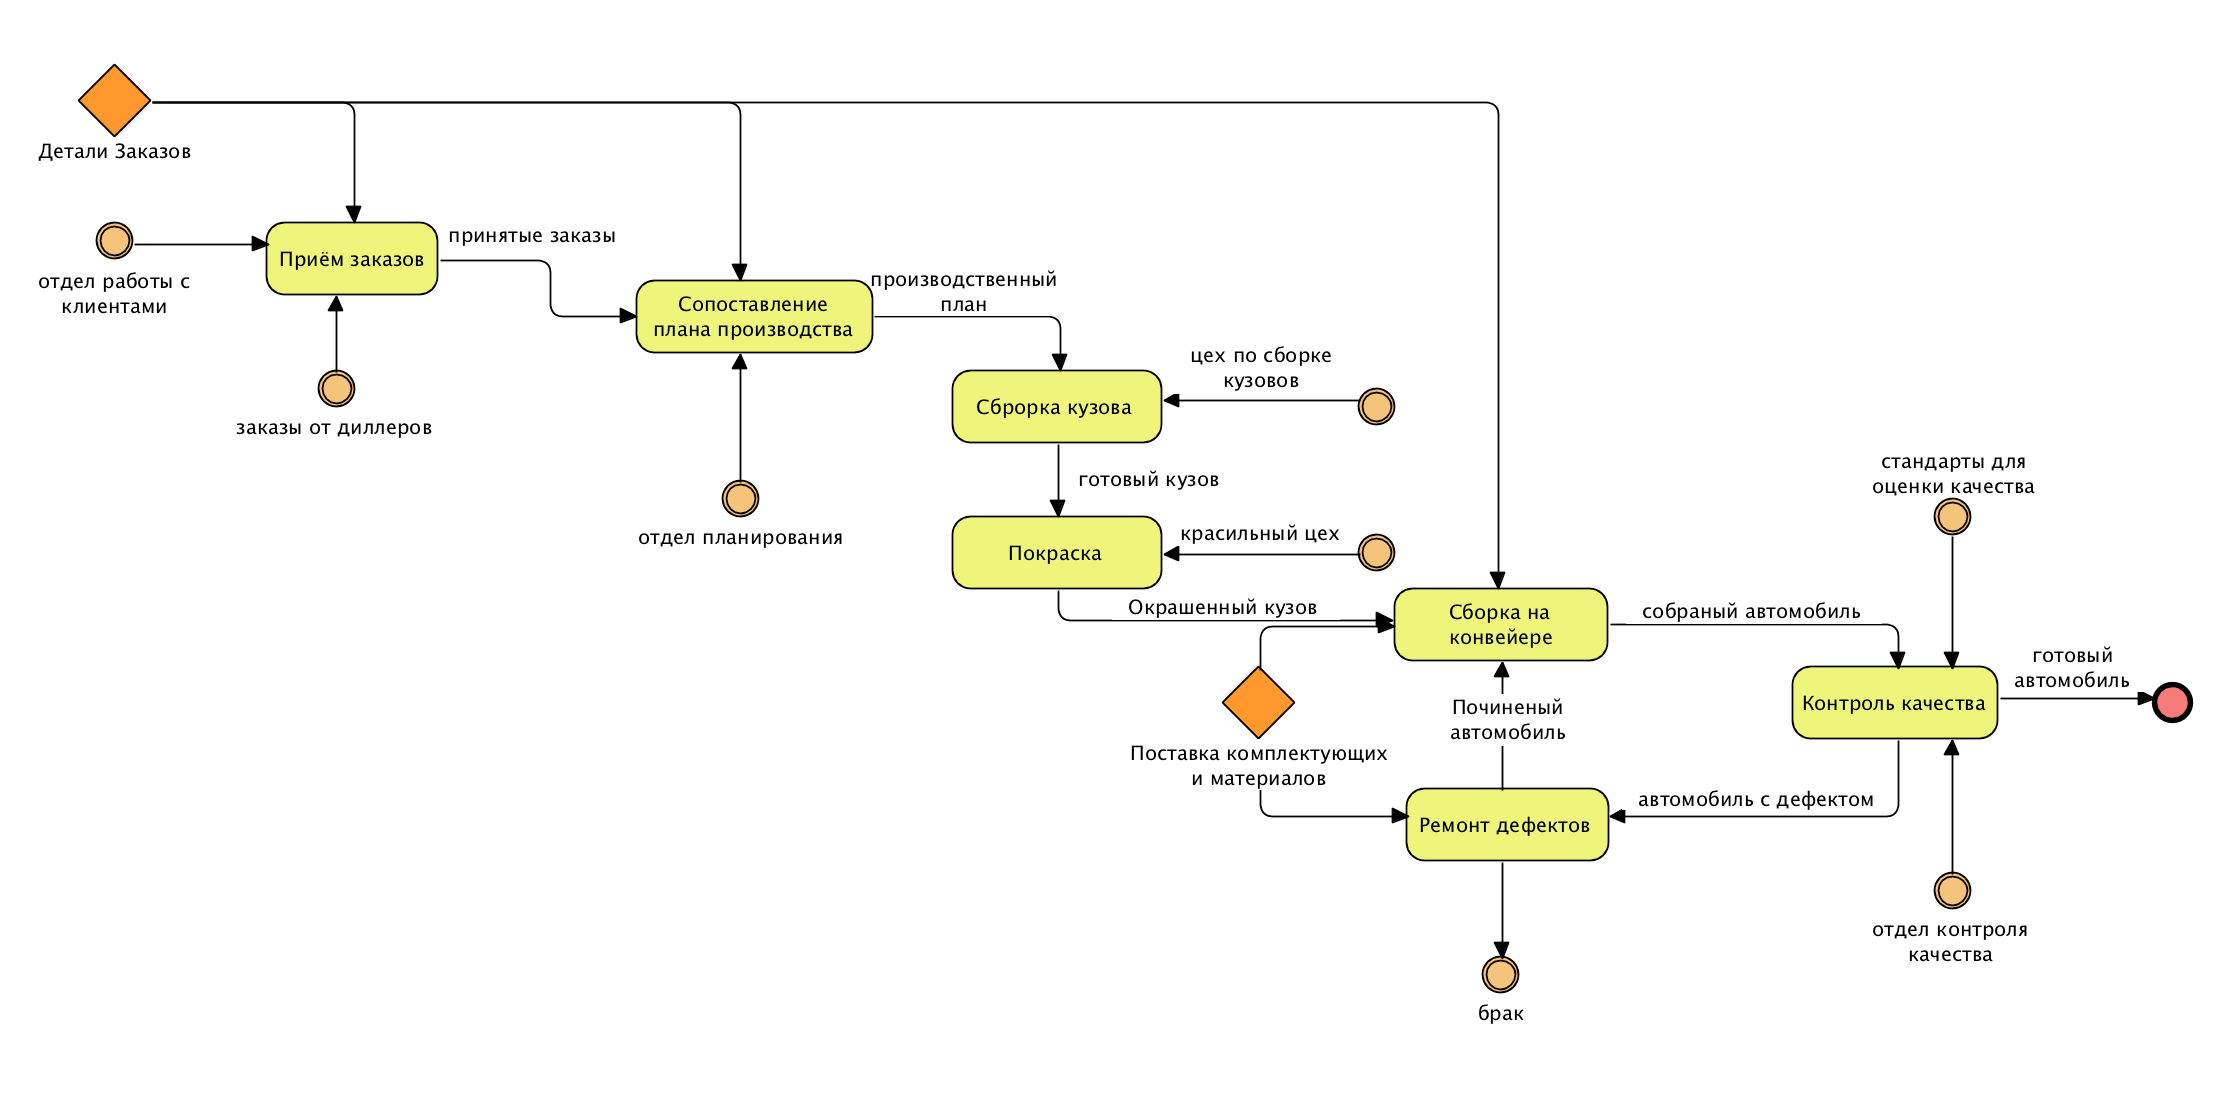 Детали Заказов
отдел работы с
клиентами
Приём заказов
принятые заказы
заказы от диллеров
Сопоставление
плана производства
производственный
план
отдел планирования
цех по сборке
кузовов
Сброрка кузова
готовый кузов
красильный цех
Покраска
Окрашенный кузов
Сборка на
конвейере
собраный автомобиль
стандарты для
оценки качества
готовый
автомобиль
Контроль качества
Починеный
автомобиль
Поставка комплектующих
и материалов
автомобиль с дефектом
Ремонт дефектов
отдел контроля
качества
брак